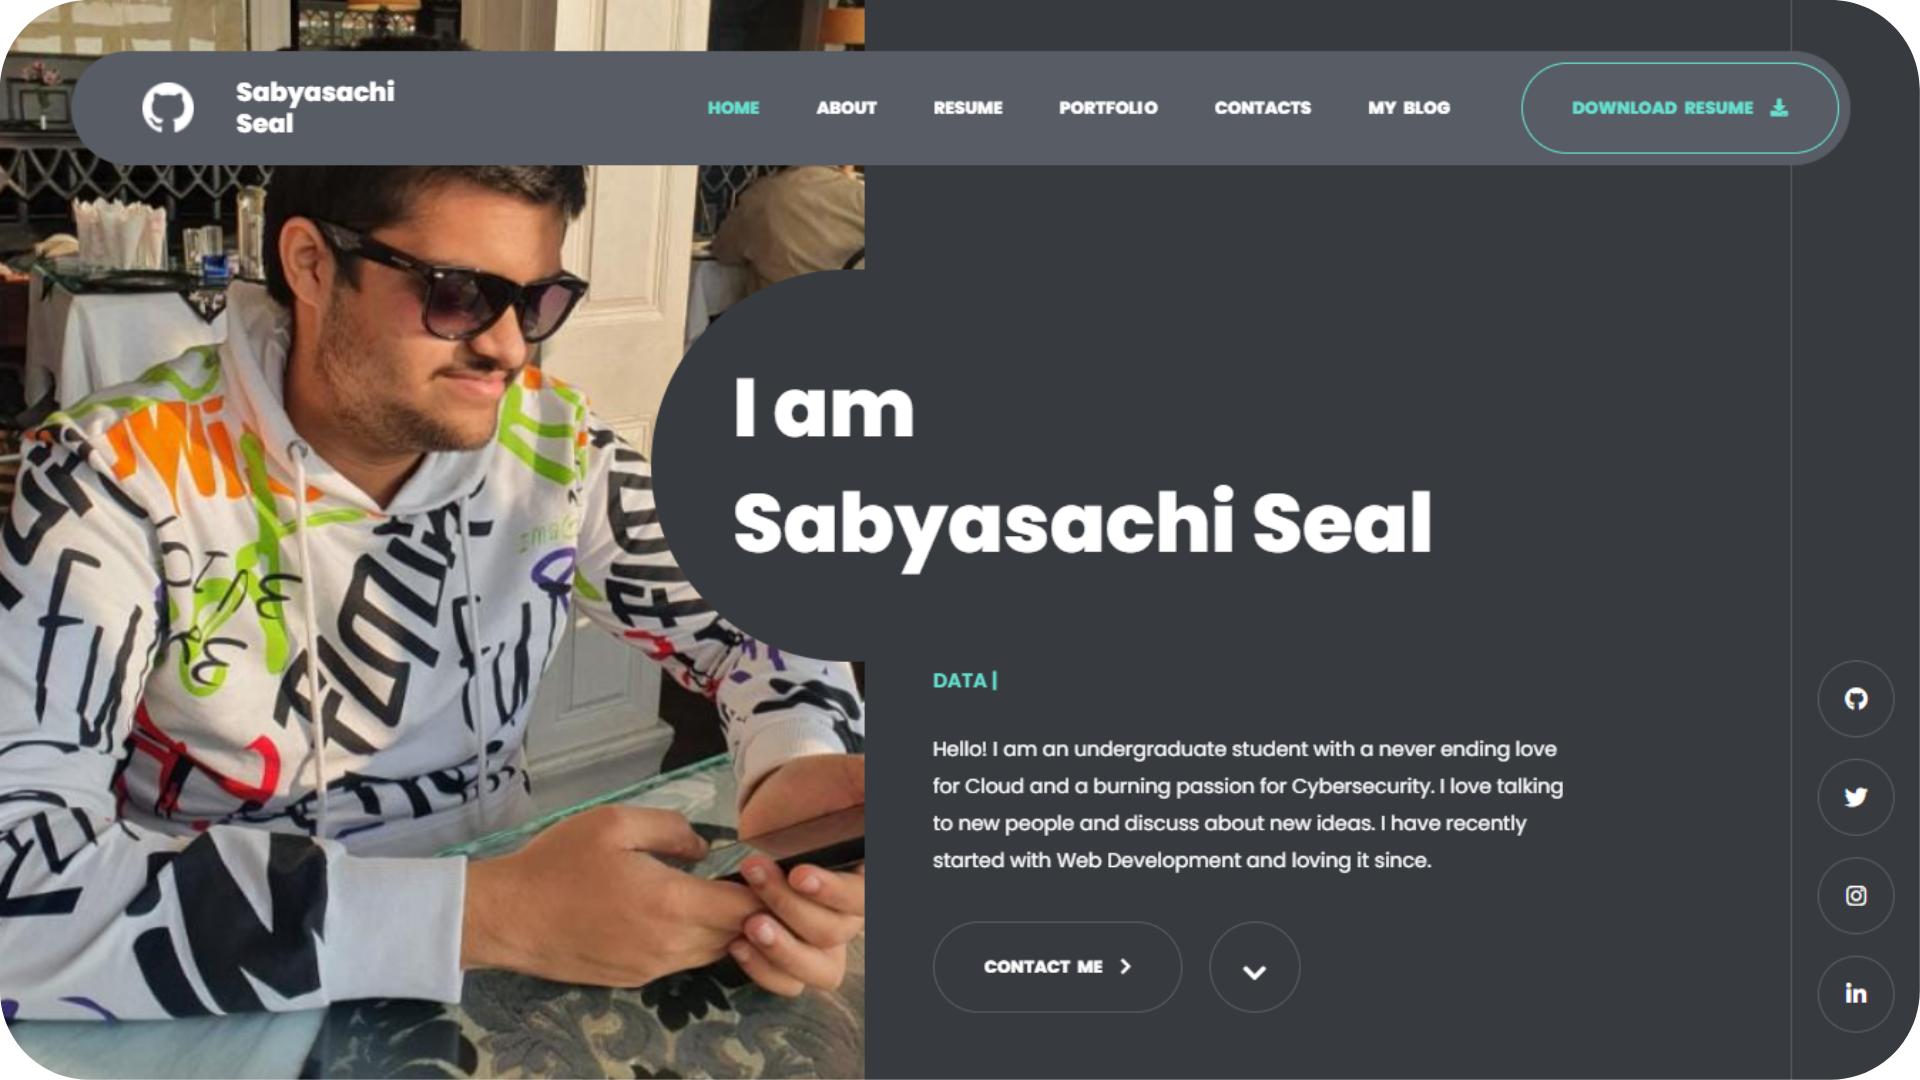 Sabyasachi
Seal
HOME ABOUT RESUME PORTFOLIO CONTACTS MY BLOG DOWNLOAD RESUME
I am
Sabyasachi Seal
DATA|
Hello! I am an undergraduate student with a never ending love
for Cloud and a burning passion for Cybersecurity. I love talking
to new people and discuss about new ideas. I have recently
started with Web Development and loving it since.
CONTACT ME
in